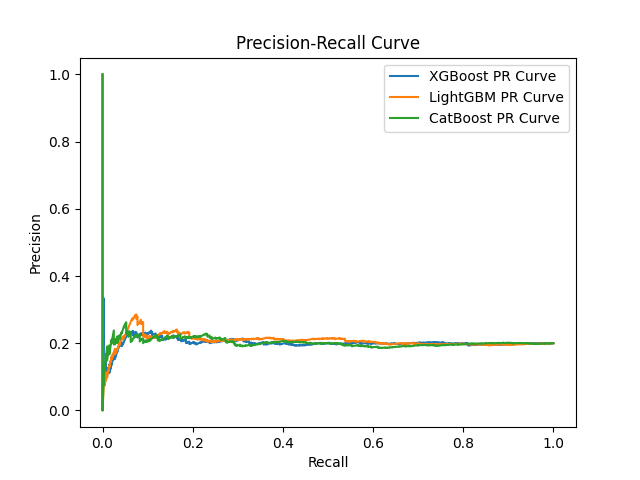 Precision-Recall Curve
XGBoost PR Curve
LightGBM PR Curve
CatBoost PR Curve
1.0
0.8
0.6
0.4
0.2
0.0
Precision
0.0 0.2 0.4 0.6 0.8 1.0
Recall